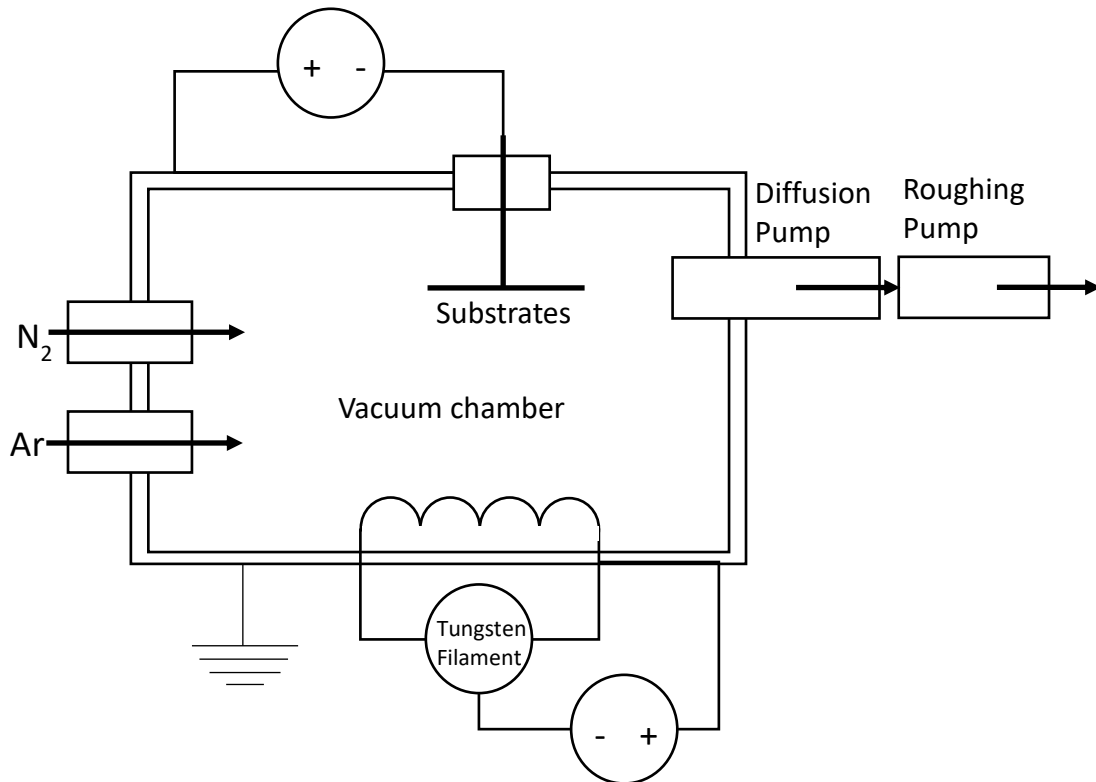 + -
Diffusion
Pump
Roughing
Pump
Substrates
N₂
Vacuum chamber
Ar
Tungsten
Filament
- +